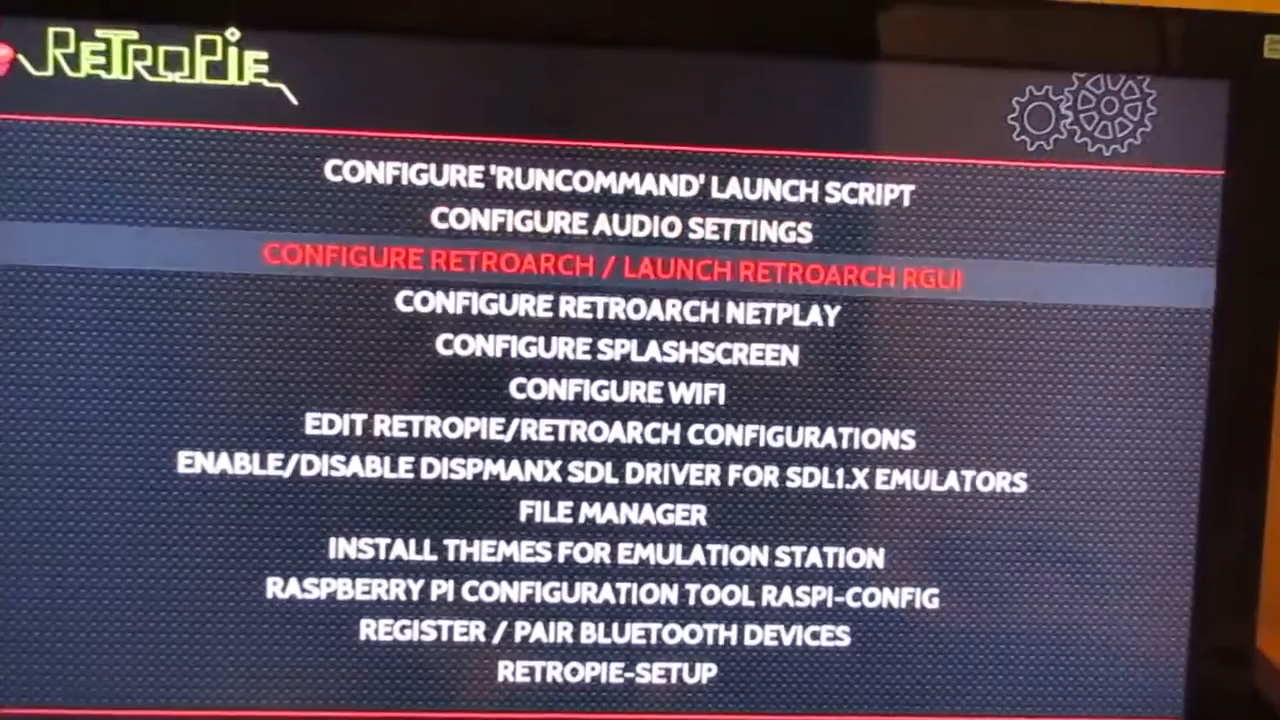 RETROPIE
CONFIGURE 'RUNCOMMAND' LAUNCH SCRIPT
CONFIGURE AUDIO SETTINGS
CONFIGURE RETROARCH / LAUNCH RETROARCH RGUI
CONFIGURE RETROARCH NETPLAY
CONFIGURE SPLASHSCREEN
CONFIGURE WIFI
EDIT RETROPIE/RETROARCH CONFIGURATIONS
ENABLE/DISABLE DISPMANX SDL DRIVER FOR SDL1.X EMULATORS
FILE MANAGER
INSTALL THEMES FOR EMULATION STATION
RASPBERRY PI CONFIGURATION TOOL RASPI-CONFIG
REGISTER / PAIR BLUETOOTH DEVICES
RETROPIE-SETUP